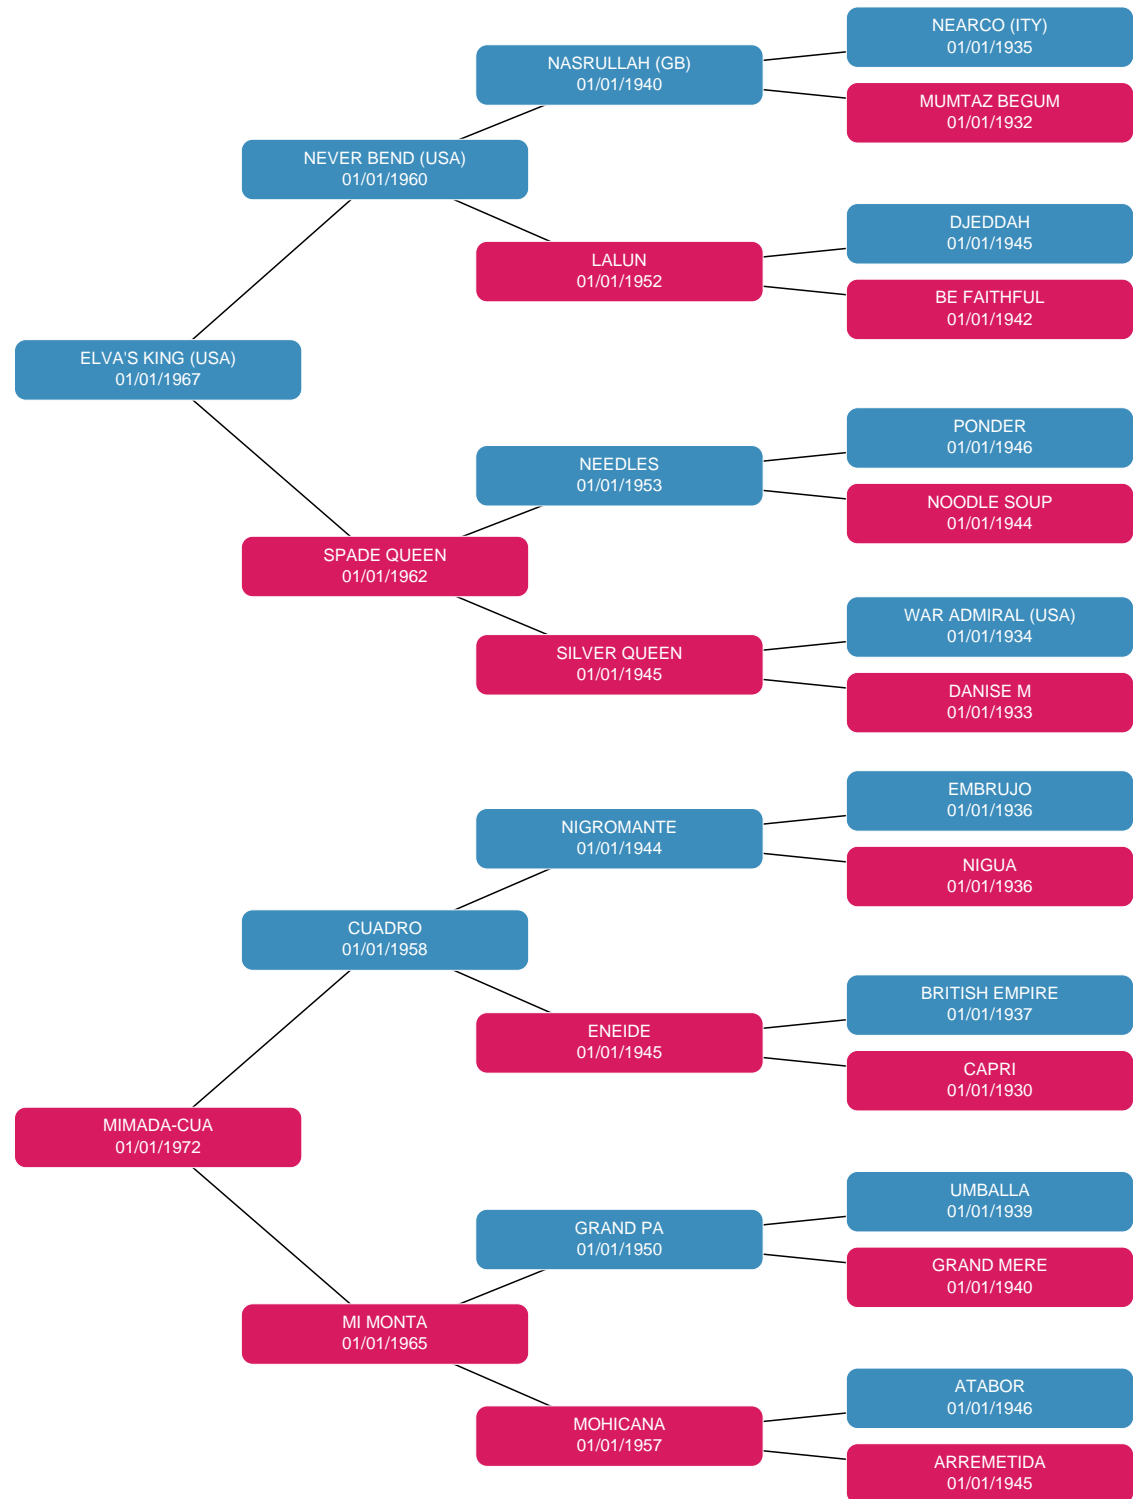 NEARCO (ITY)
01/01/1935
NASRULLAH (GB)
01/01/1940
MUMTAZ BEGUM
01/01/1932
NEVER BEND (USA)
01/01/1960
DJEDDAH
01/01/1945
LALUN
01/01/1952
BE FAITHFUL
01/01/1942
ELVA'S KING (USA)
01/01/1967
PONDER
01/01/1946
NEEDLES
01/01/1953
NOODLE SOUP
01/01/1944
SPADE QUEEN
01/01/1962
WAR ADMIRAL (USA)
01/01/1934
SILVER QUEEN
01/01/1945
DANISE M
01/01/1933
EMBRUJO
01/01/1936
NIGROMANTE
01/01/1944
NIGUA
01/01/1936
CUADRO
01/01/1958
BRITISH EMPIRE
01/01/1937
ENEIDE
01/01/1945
CAPRI
01/01/1930
MIMADA-CUA
01/01/1972
UMBALLA
01/01/1939
GRAND PA
01/01/1950
GRAND MERE
01/01/1940
MI MONTA
01/01/1965
ATABOR
01/01/1946
MOHICANA
01/01/1957
ARREMETIDA
01/01/1945